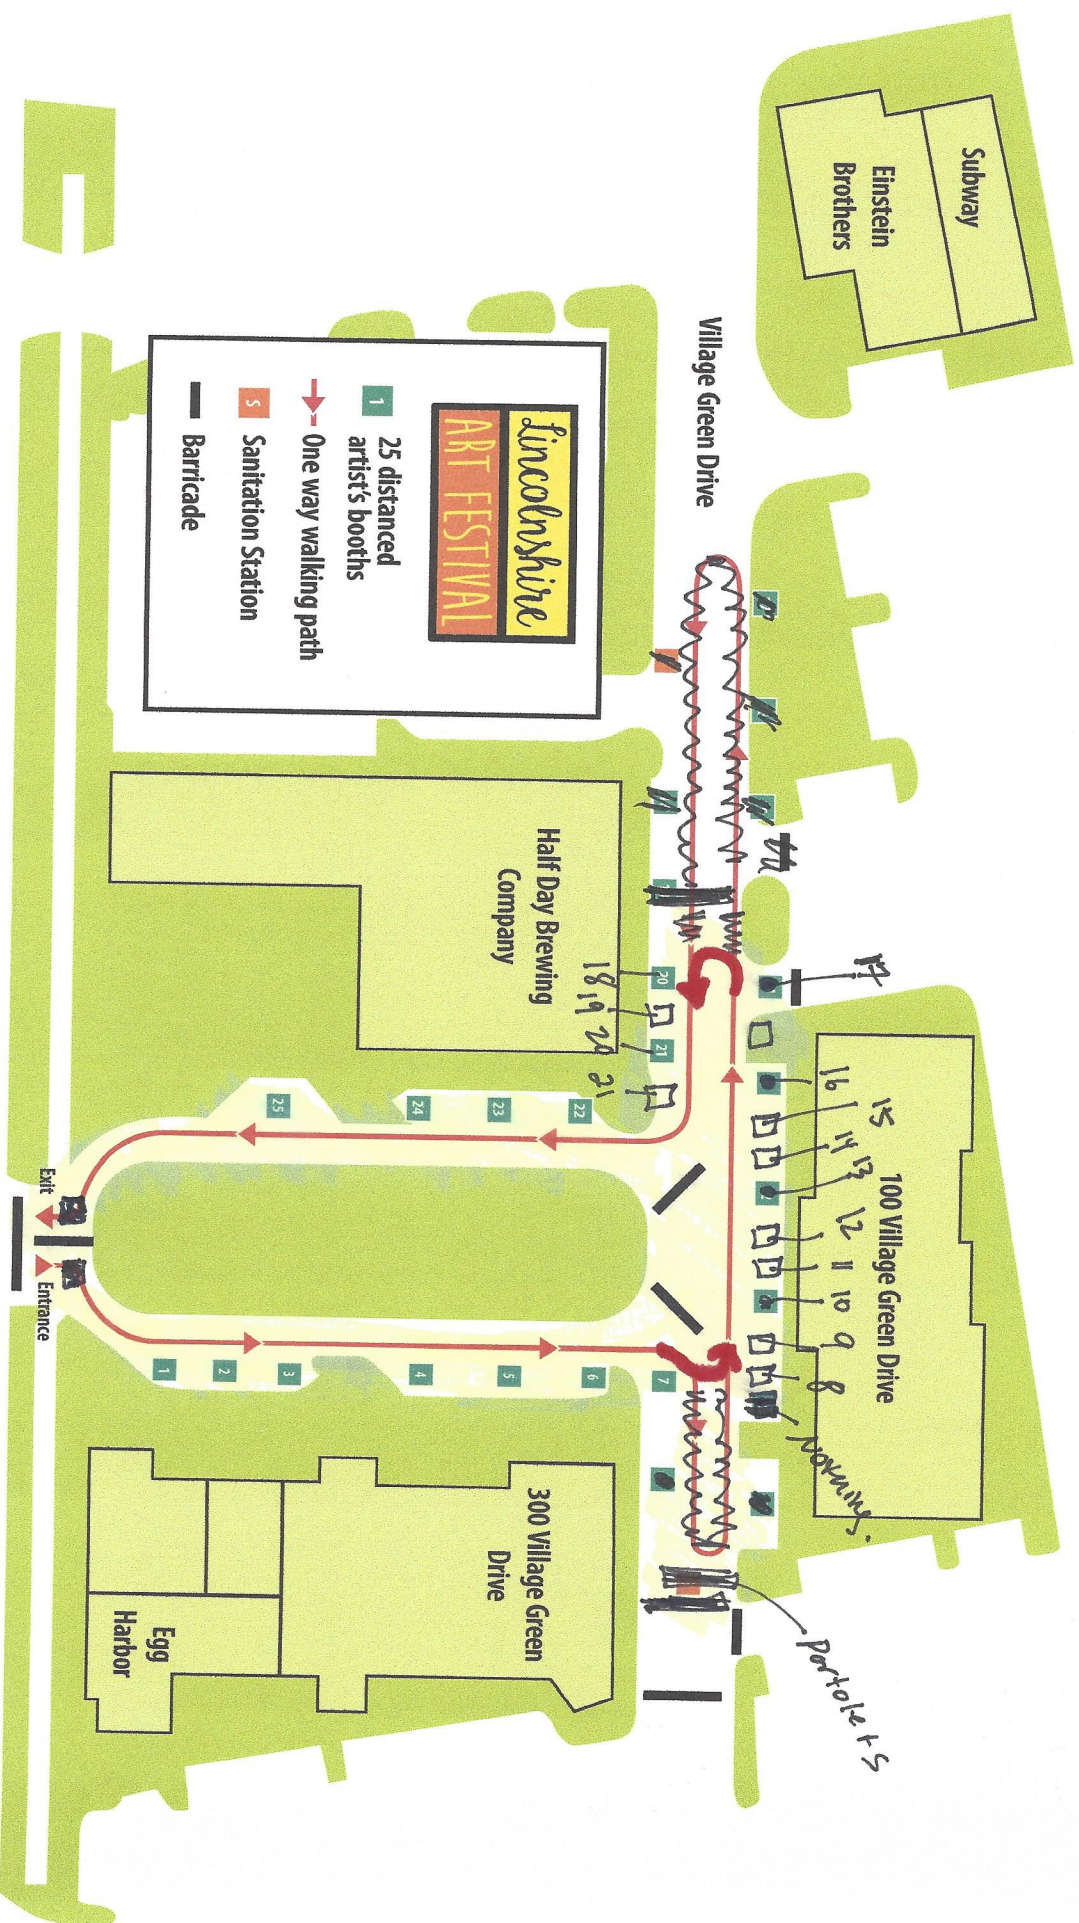 Subway
Einstein
Brothers
Village Green Drive
Lincolnshire
ART FESTIVAL
1
25 distanced
artist's booths
One way walking path
S
Sanitation Station
Barricade
17
Half Day Brewing
Company
20
21
18
19
20
21
16
15
14
13
12
11
10
9
8
100 Village Green Drive
Nothing.
25
24
23
22
Exit
Entrance
1
2
3
4
5
6
7
300 Village Green
Drive
Egg
Harbor
Portolets